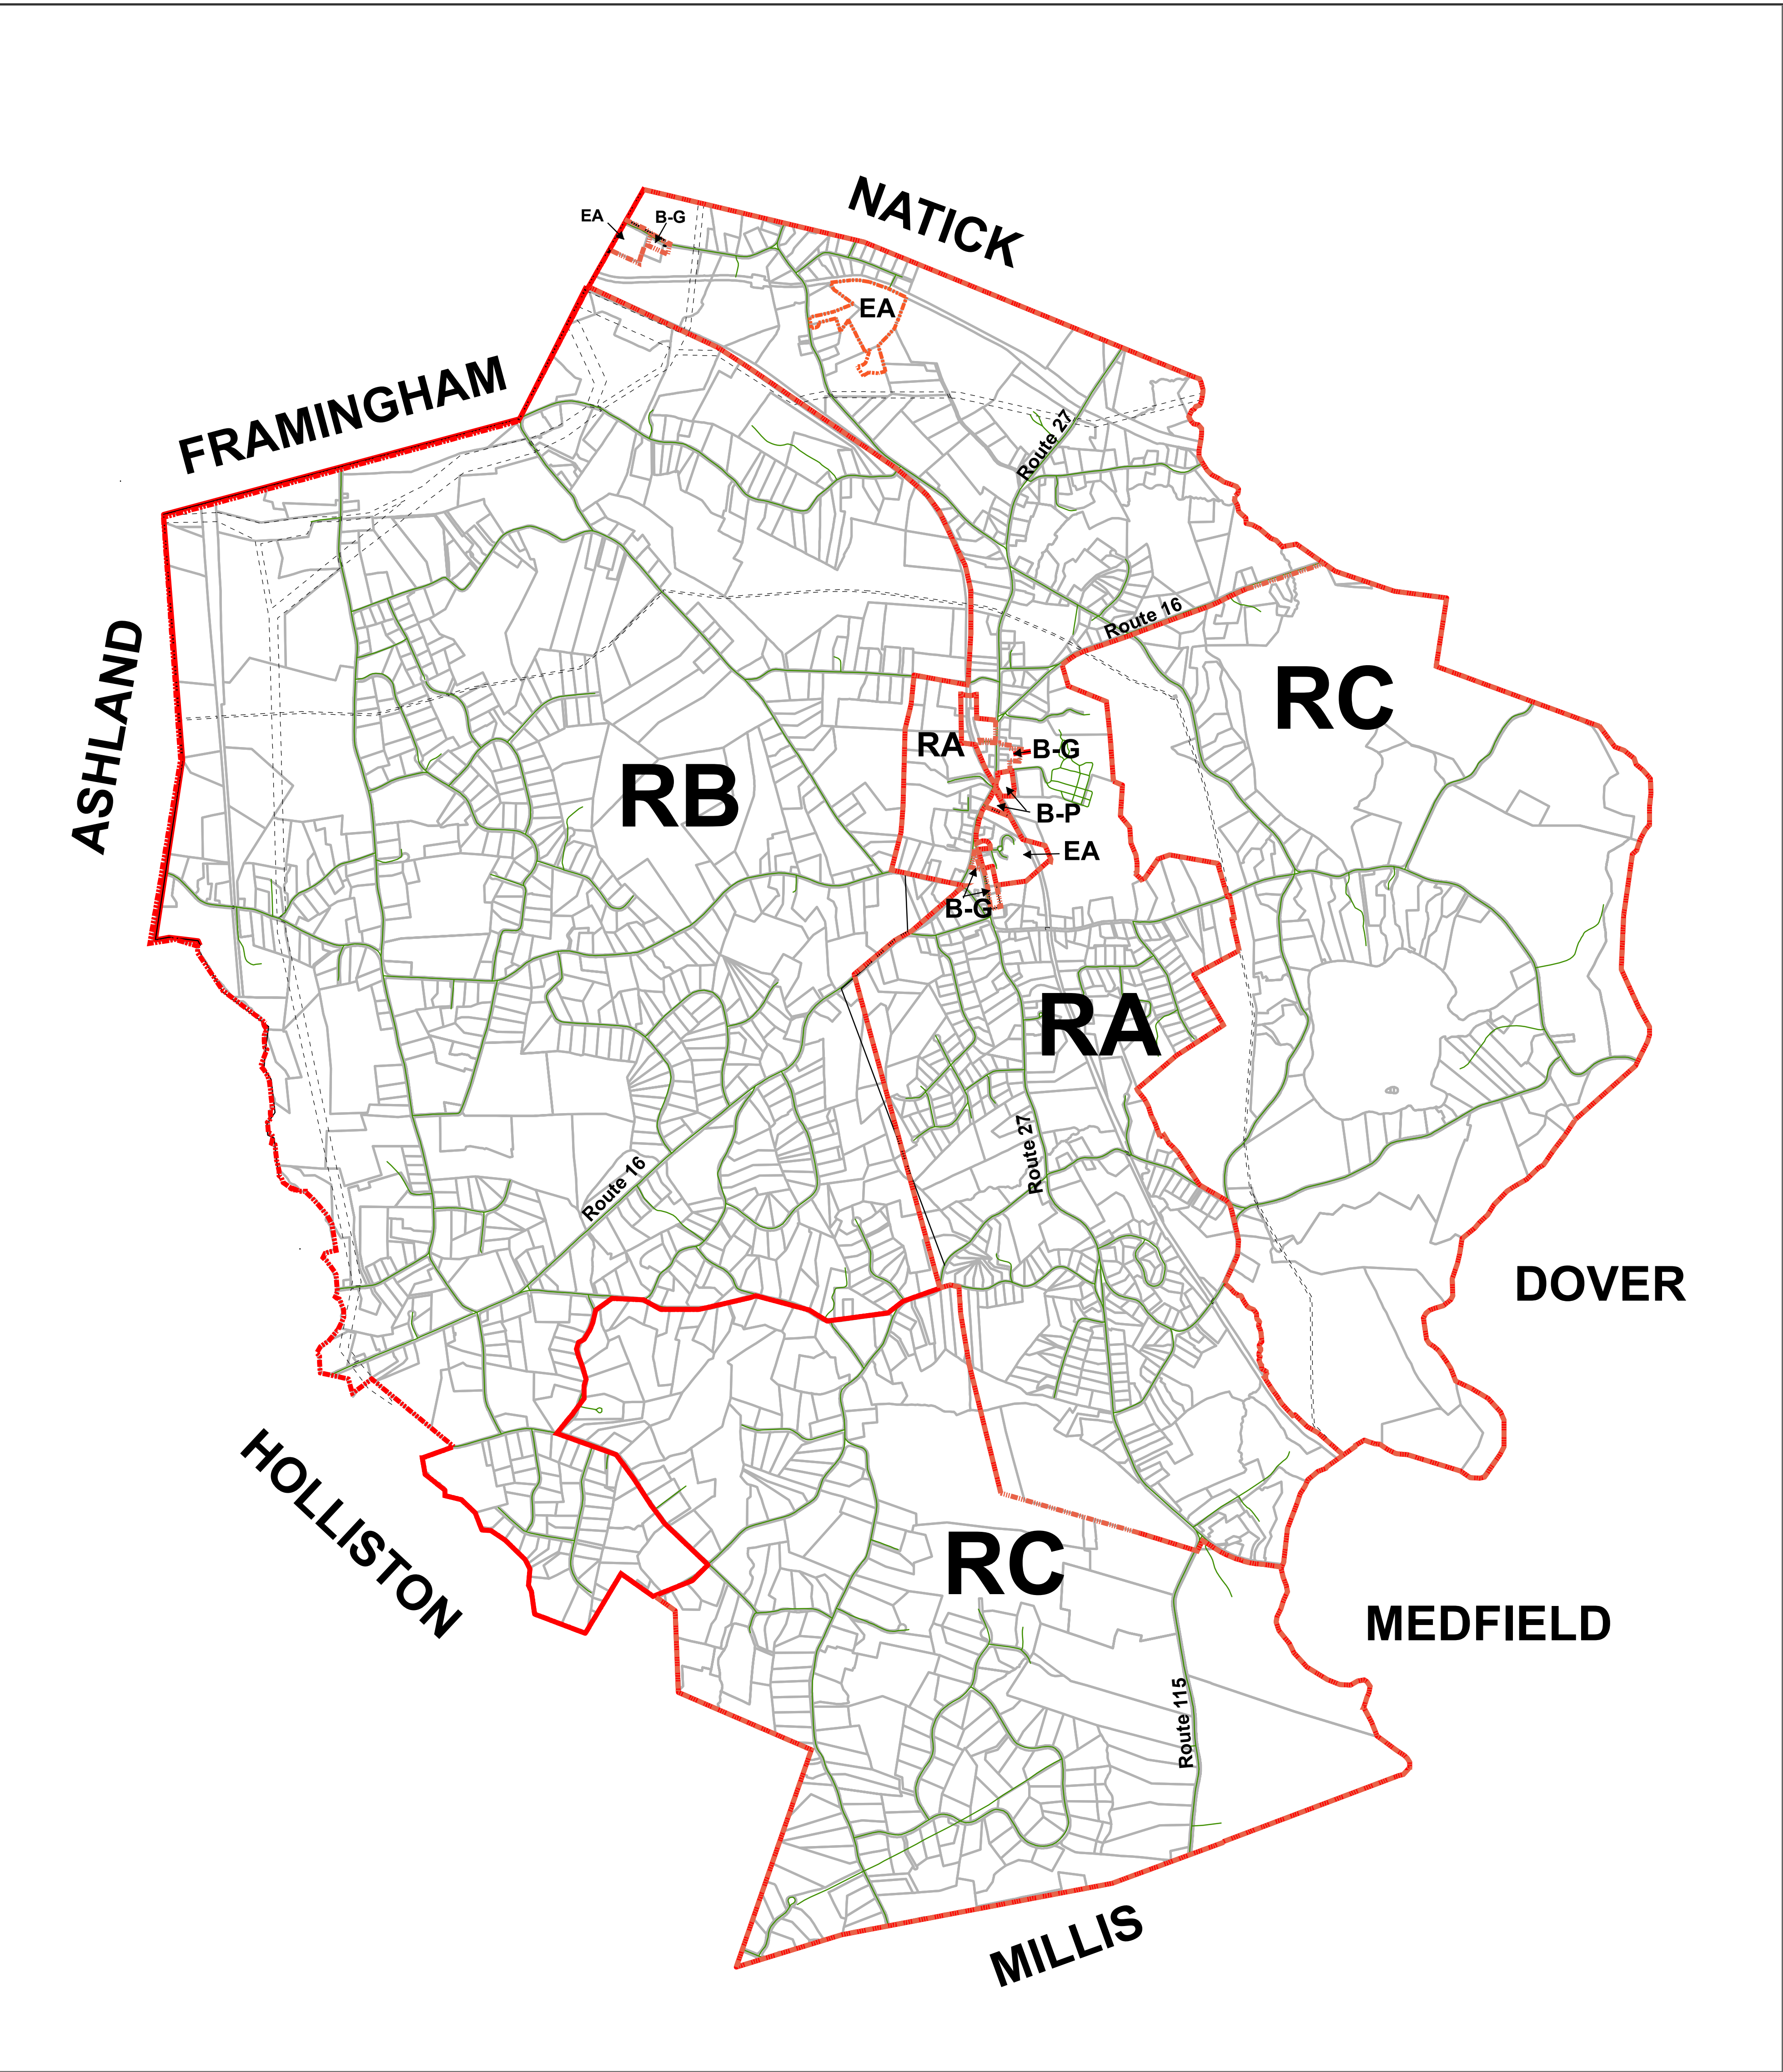 NATICK
EA
B-G
EA
FRAMINGHAM
Route 27
Route 16
ASHLAND
RC
RA
B-G
RB
B-P
EA
B-G
RA
Route 27
Route 16
DOVER
HOLLISTON
RC
MEDFIELD
Route 115
MILLIS